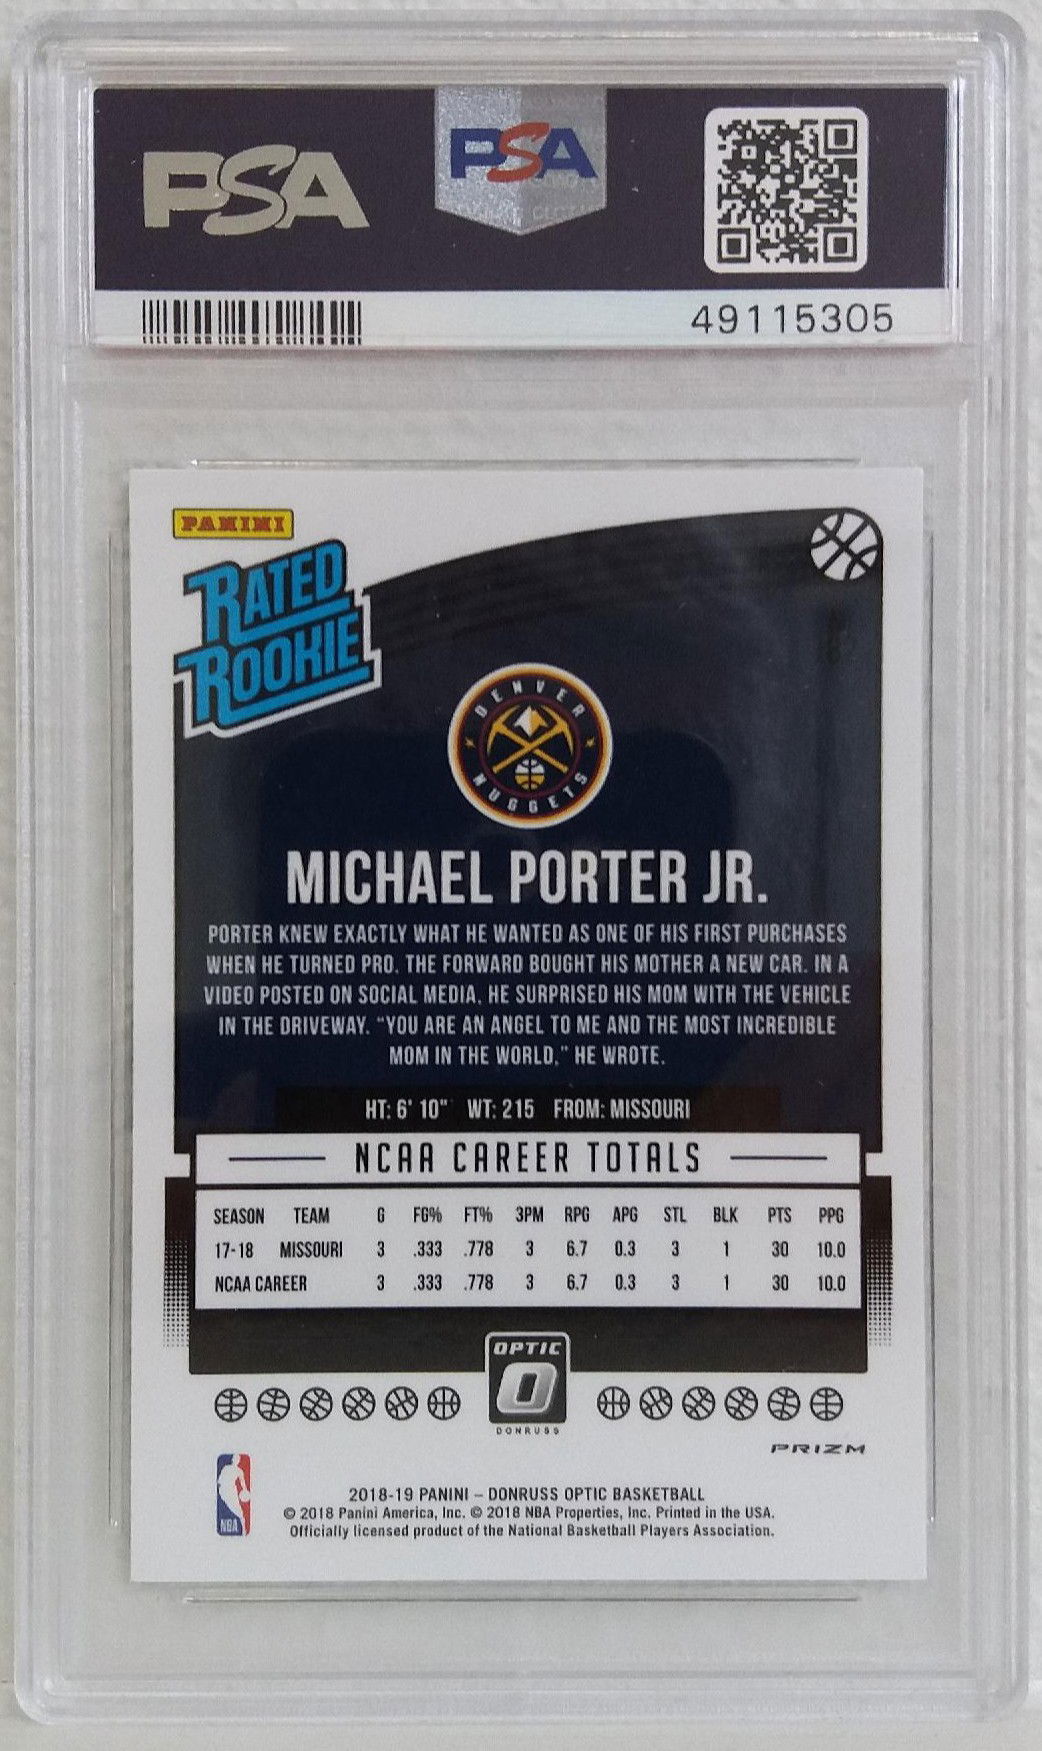 PSA
PSA
49115305
PANINI
RATED
ROOKIE
DENVER
NUGGETS
MICHAEL PORTER JR.
PORTER KNEW EXACTLY WHAT HE WANTED AS ONE OF HIS FIRST PURCHASES
WHEN HE TURNED PRO. THE FORWARD BOUGHT HIS MOTHER A NEW CAR. IN A
VIDEO POSTED ON SOCIAL MEDIA, HE SURPRISED HIS MOM WITH THE VEHICLE
IN THE DRIVEWAY. "YOU ARE AN ANGEL TO ME AND THE MOST INCREDIBLE
MOM IN THE WORLD," HE WROTE.
HT: 6' 10" WT: 215 FROM: MISSOURI
NCAA CAREER TOTALS
SEASON TEAM G FG% FT% 3PM RPG APG STL BLK PTS PPG
17-18 MISSOURI 3 .333 .778 3 6.7 0.3 3 1 30 10.0
NCAA CAREER 3 .333 .778 3 6.7 0.3 3 1 30 10.0
OPTIC
O
DONRUSS
PRIZM
NBA
2018-19 PANINI – DONRUSS OPTIC BASKETBALL
© 2018 Panini America, Inc. © 2018 NBA Properties, Inc. Printed in the USA.
Officially licensed product of the National Basketball Players Association.